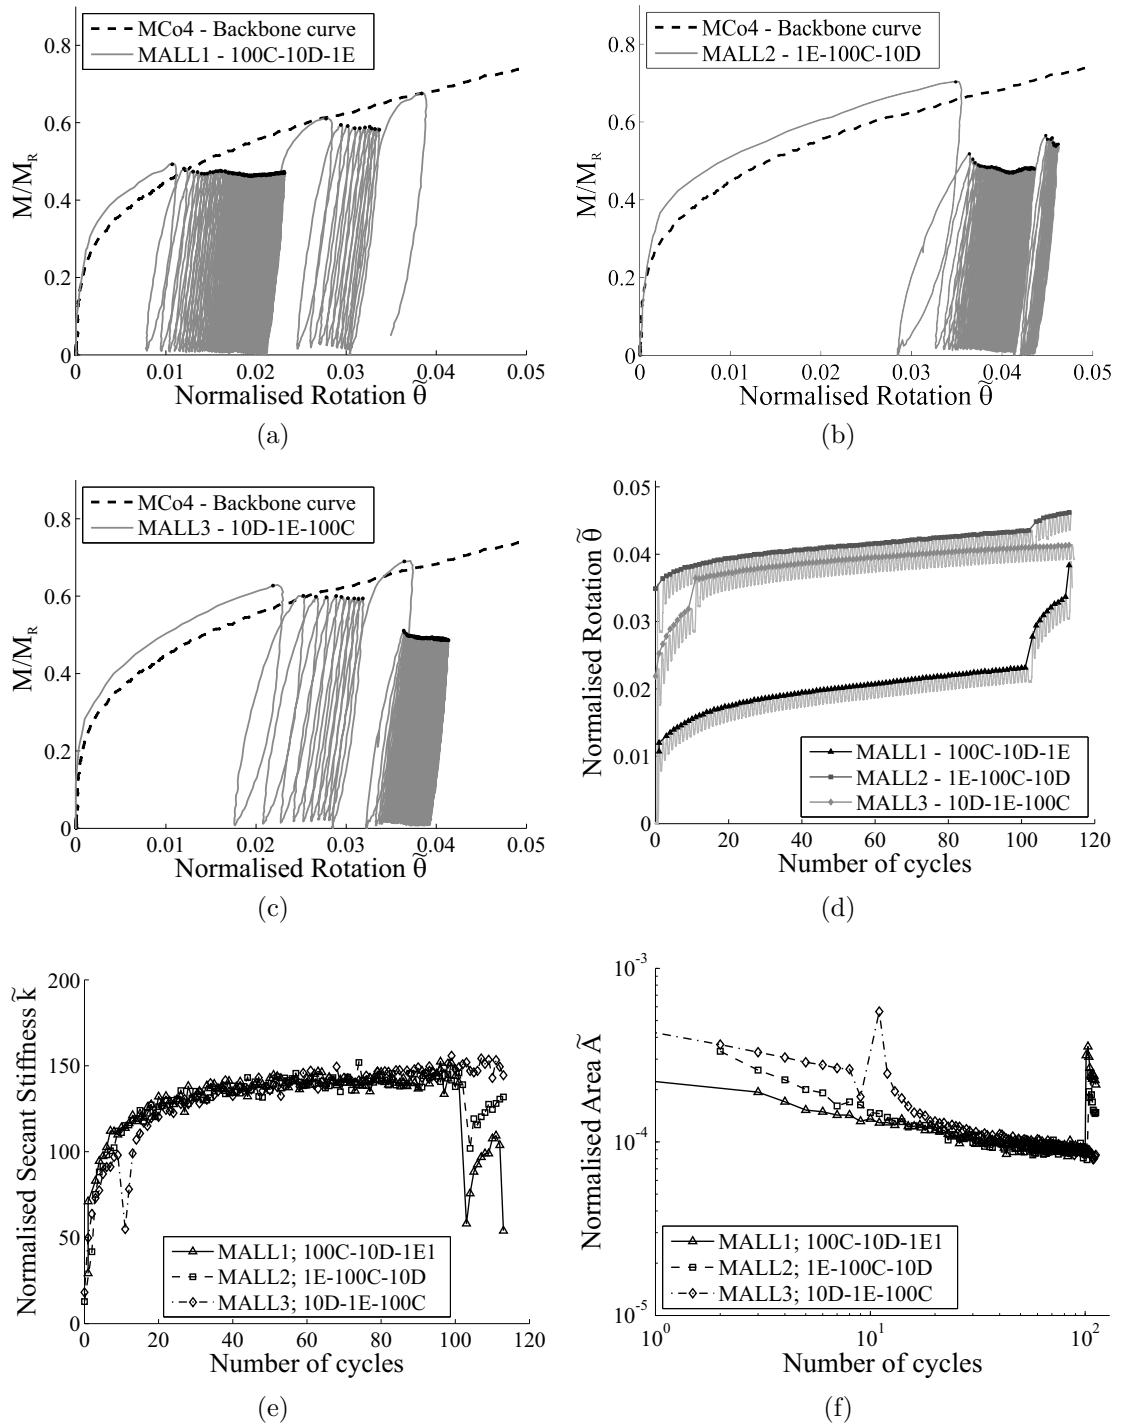 0.8
0.6
0.4
0.2
0
M/M_R
MCo4 - Backbone curve
MALL1 - 100C-10D-1E
0 0.01 0.02 0.03 0.04 0.05
Normalised Rotation θ̃
(a)
0.8
0.6
0.4
0.2
0
M/M_R
MCo4 - Backbone curve
MALL2 - 1E-100C-10D
0 0.01 0.02 0.03 0.04 0.05
Normalised Rotation θ̃
(b)
0.8
0.6
0.4
0.2
0
M/M_R
MCo4 - Backbone curve
MALL3 - 10D-1E-100C
0 0.01 0.02 0.03 0.04 0.05
Normalised Rotation θ̃
(c)
0.05
0.04
0.03
0.02
0.01
0
Normalised Rotation θ̃
MALL1 - 100C-10D-1E
MALL2 - 1E-100C-10D
MALL3 - 10D-1E-100C
0 20 40 60 80 100 120
Number of cycles
(d)
200
150
100
50
0
Normalised Secant Stiffness k̃
MALL1; 100C-10D-1E1
MALL2; 1E-100C-10D
MALL3; 10D-1E-100C
0 20 40 60 80 100 120
Number of cycles
(e)
10⁻³
10⁻⁴
10⁻⁵
Normalised Area Ã
MALL1; 100C-10D-1E1
MALL2; 1E-100C-10D
MALL3; 10D-1E-100C
10⁰ 10¹ 10²
Number of cycles
(f)